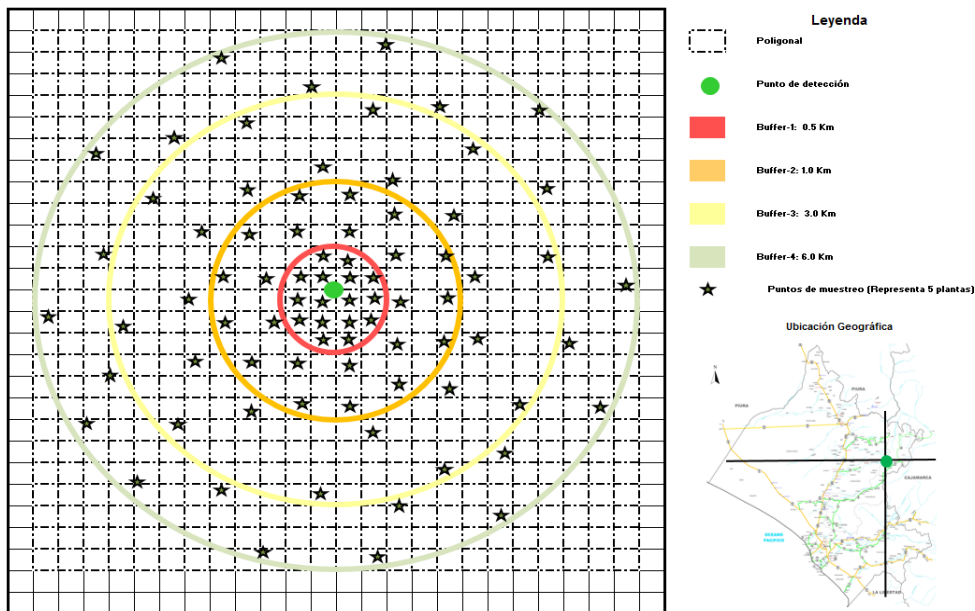 Leyenda
Poligonal
Punto de detección
Buffer-1: 0.5 Km
Buffer-2: 1.0 Km
Buffer-3: 3.0 Km
Buffer-4: 6.0 Km
Puntos de muestreo (Representa 5 plantas)
Ubicación Geográfica
N
PIURA
PIURA
CAJAMARCA
OCEANO
PACIFICO
LA LIBERTAD